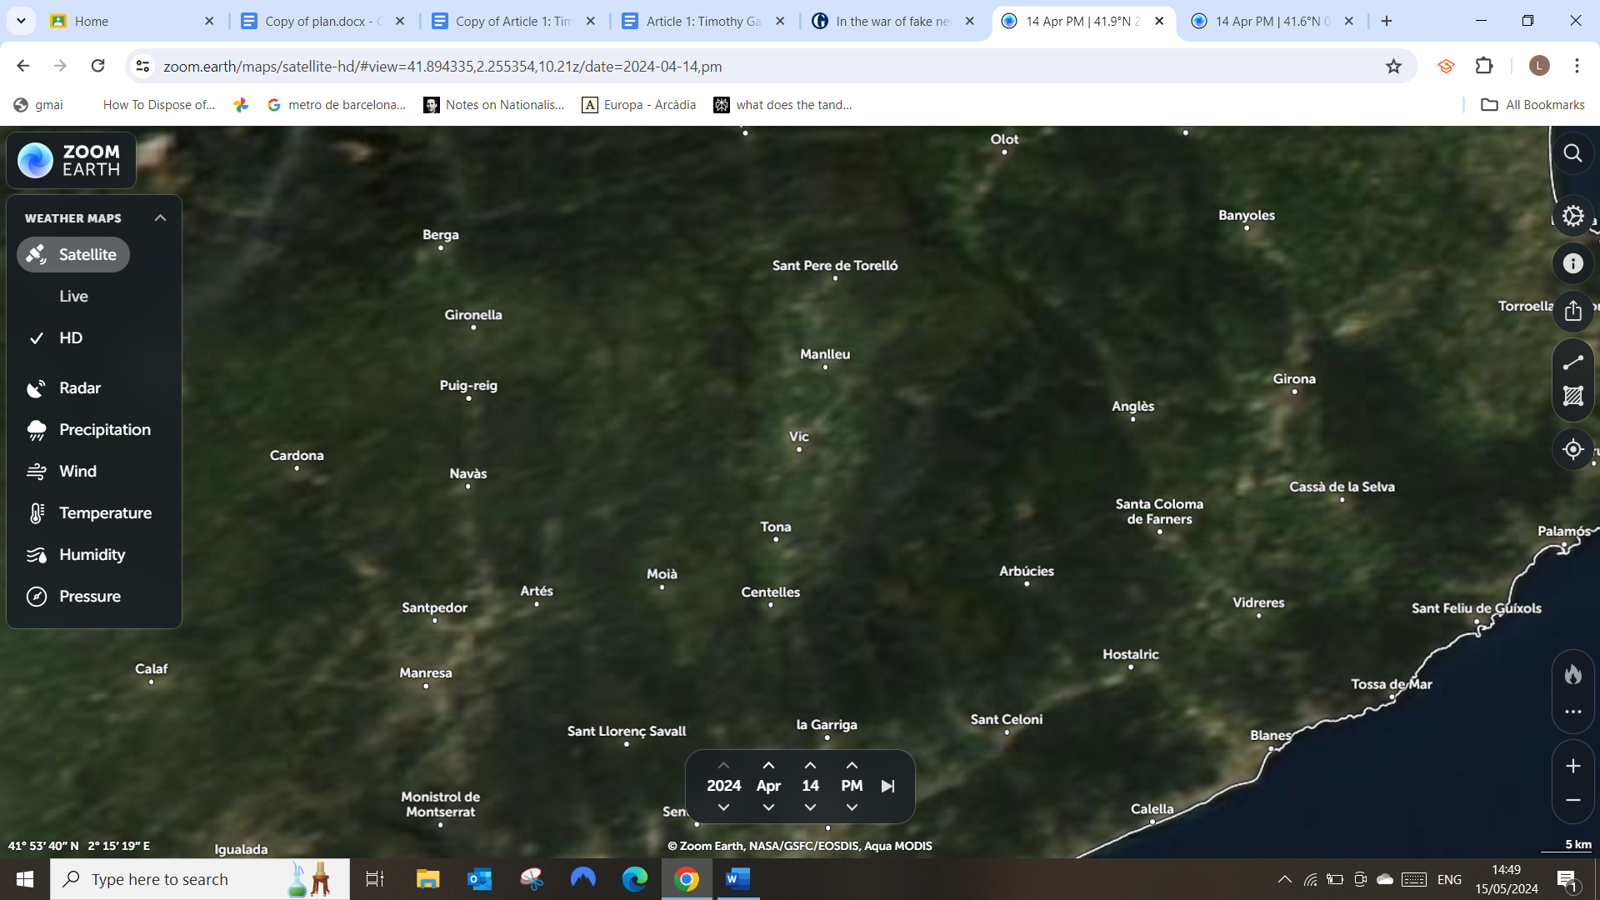 Home
Copy of plan.docx - G
Copy of Article 1: Tim
Article 1: Timothy Ga
In the war of fake ne
14 Apr PM | 41.9°N 2
14 Apr PM | 41.6°N 0
zoom.earth/maps/satellite-hd/#view=41.894335,2.255354,10.21z/date=2024-04-14,pm
L
gmai
How To Dispose of...
metro de barcelona...
Notes on Nationalis...
A
Europa - Arcàdia
what does the tand...
All Bookmarks
ZOOM
EARTH
WEATHER MAPS
Satellite
Live
HD
Radar
Precipitation
Wind
Temperature
Humidity
Pressure
Olot
Banyoles
Berga
Sant Pere de Torelló
Torroella
Gironella
Manlleu
Girona
Puig-reig
Anglès
Vic
Cardona
Navàs
Cassà de la Selva
Santa Coloma
de Farners
Tona
Palamós
Moià
Arbúcies
Artés
Centelles
Santpedor
Vidreres
Sant Feliu de Guíxols
Calaf
Manresa
Hostalric
Tossa de Mar
Sant Llorenç Savall
la Garriga
Sant Celoni
Blanes
2024 Apr 14 PM
Monistrol de
Montserrat
Sen
Calella
41° 53' 40" N 2° 15' 19" E
Igualada
© Zoom Earth, NASA/GSFC/EOSDIS, Aqua MODIS
5 km
Type here to search
ENG
14:49
15/05/2024
1